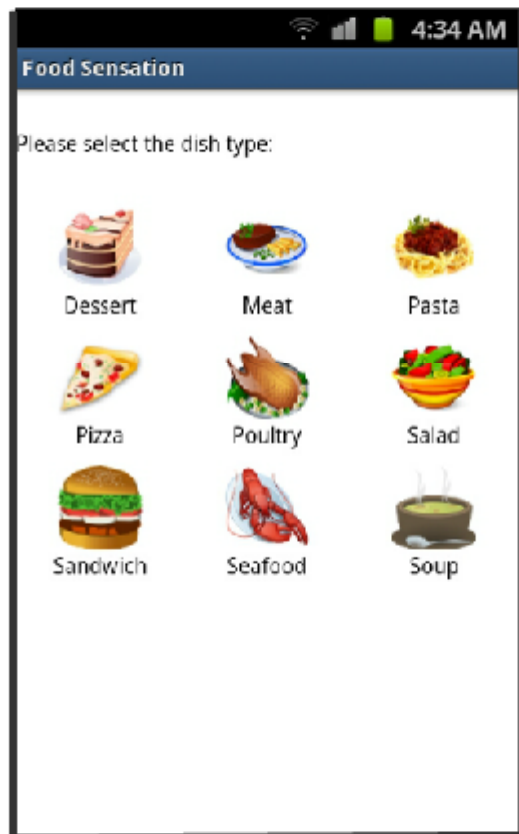 4:34 AM
Food Sensation
Please select the dish type:
Dessert Meat Pasta
Pizza Poultry Salad
Sandwich Seafood Soup